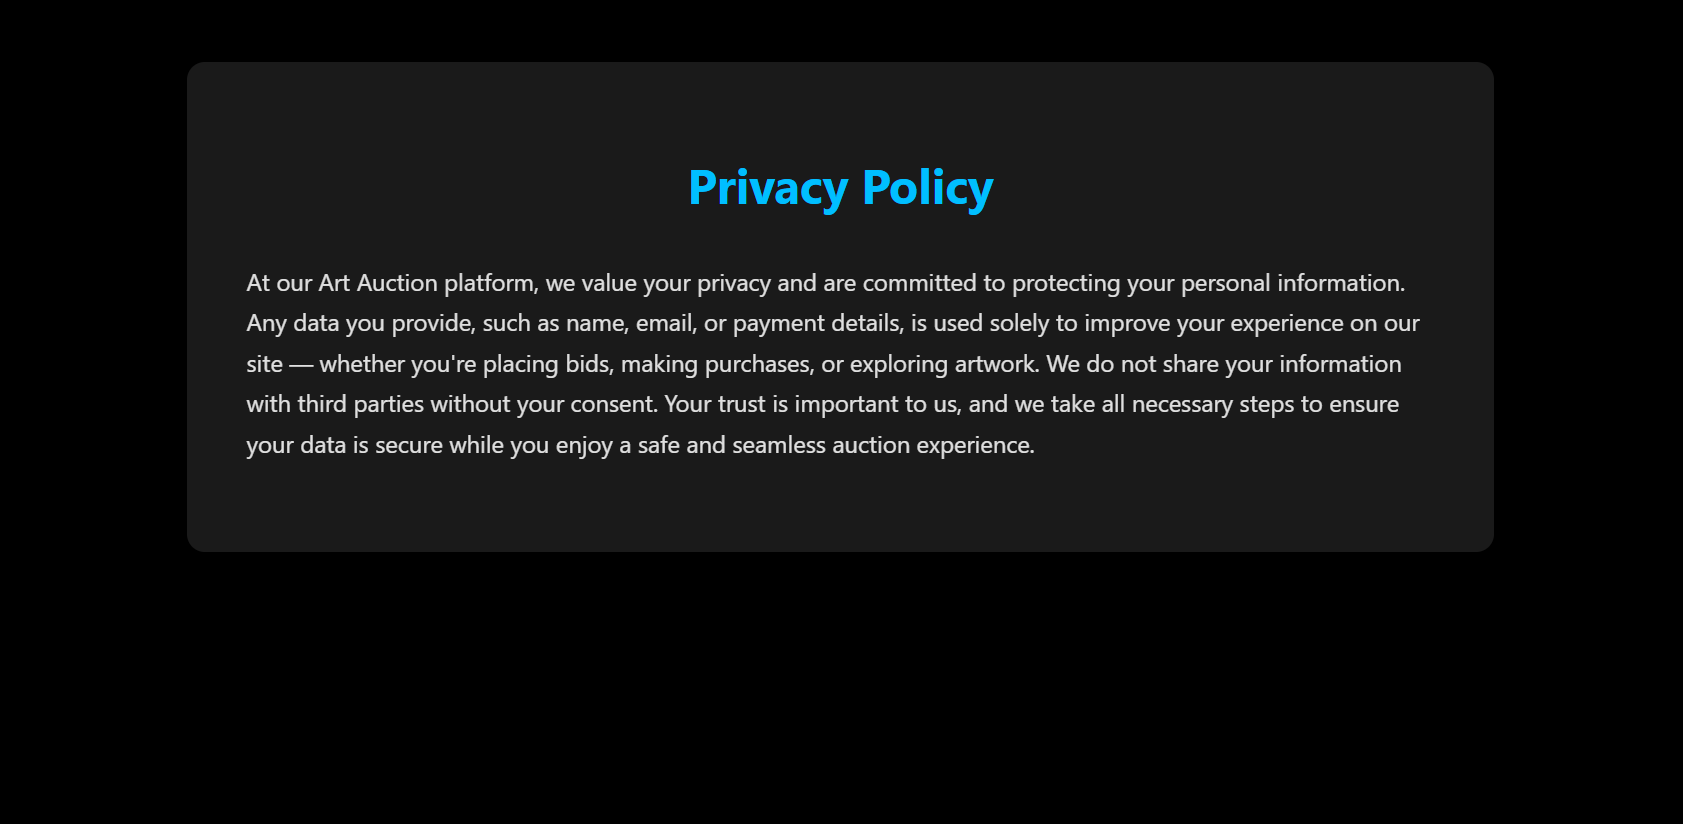 Privacy Policy
At our Art Auction platform, we value your privacy and are committed to protecting your personal information.
Any data you provide, such as name, email, or payment details, is used solely to improve your experience on our
site — whether you're placing bids, making purchases, or exploring artwork. We do not share your information
with third parties without your consent. Your trust is important to us, and we take all necessary steps to ensure
your data is secure while you enjoy a safe and seamless auction experience.